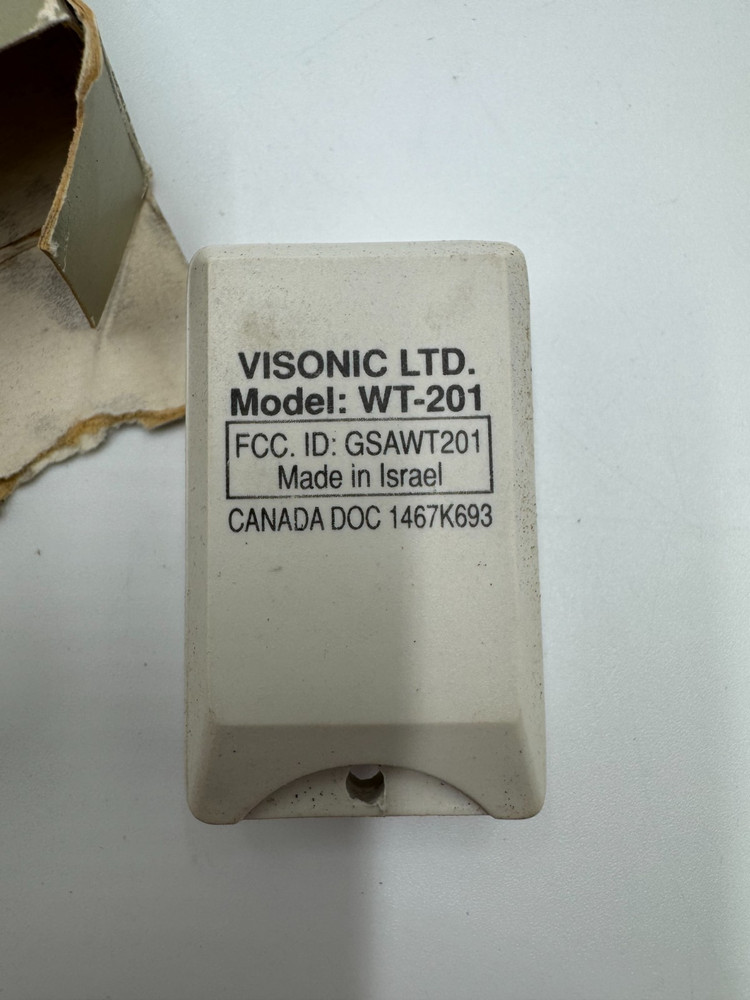 VISONIC LTD.
Model: WT-201
FCC. ID: GSAWT201
Made in Israel
CANADA DOC 1467K693